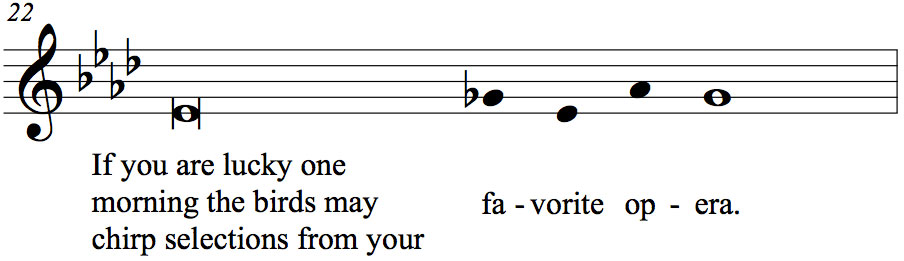 22
If you are lucky one
morning the birds may
chirp selections from your
fa - vorite op - era.